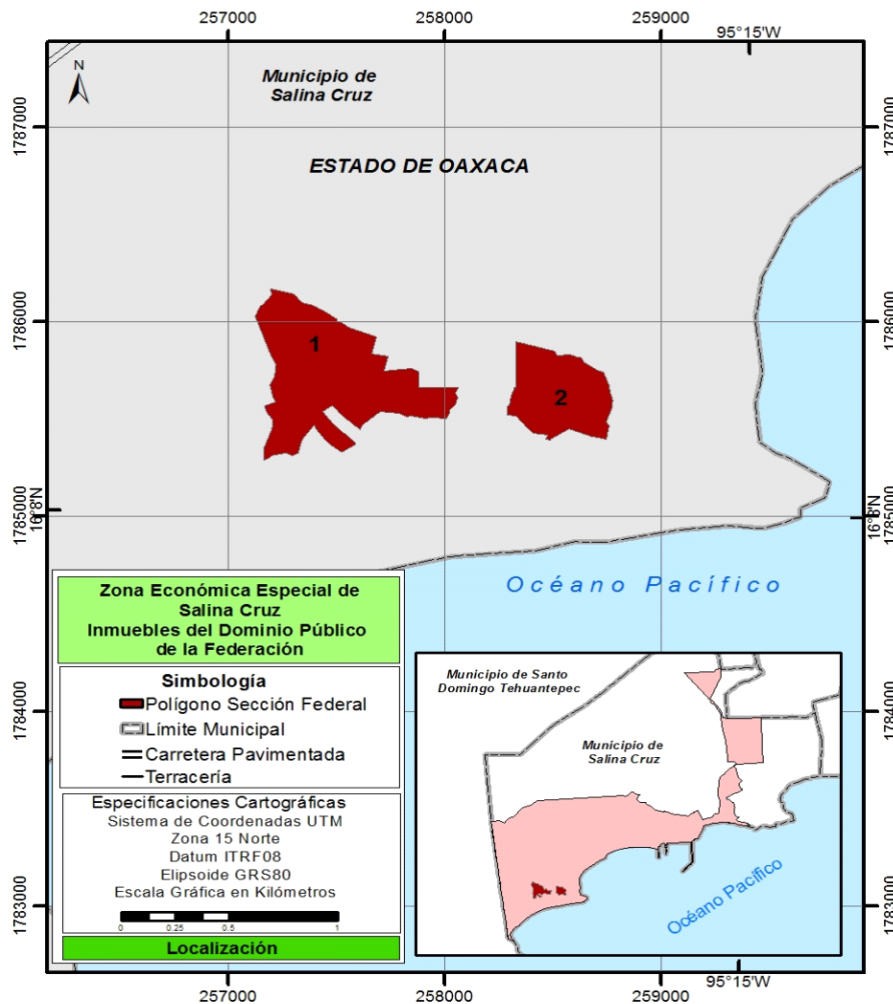 257000
258000
259000
95°15'W
N
Municipio de
Salina Cruz
ESTADO DE OAXACA
1787000
1787000
1786000
1786000
1
2
1785000
1785000
16°8'N
16°8'N
Océano Pacífico
Zona Económica Especial de
Salina Cruz
Inmuebles del Dominio Público
de la Federación
Simbología
Polígono Sección Federal
Límite Municipal
Carretera Pavimentada
Terracería
Especificaciones Cartográficas
Sistema de Coordenadas UTM
Zona 15 Norte
Datum ITRF08
Elipsoide GRS80
Escala Gráfica en Kilómetros
0 0.25 0.5 1
Localización
Municipio de Santo
Domingo Tehuantepec
Municipio de
Salina Cruz
Océano Pacífico
1784000
1784000
1783000
1783000
257000
258000
259000
95°15'W